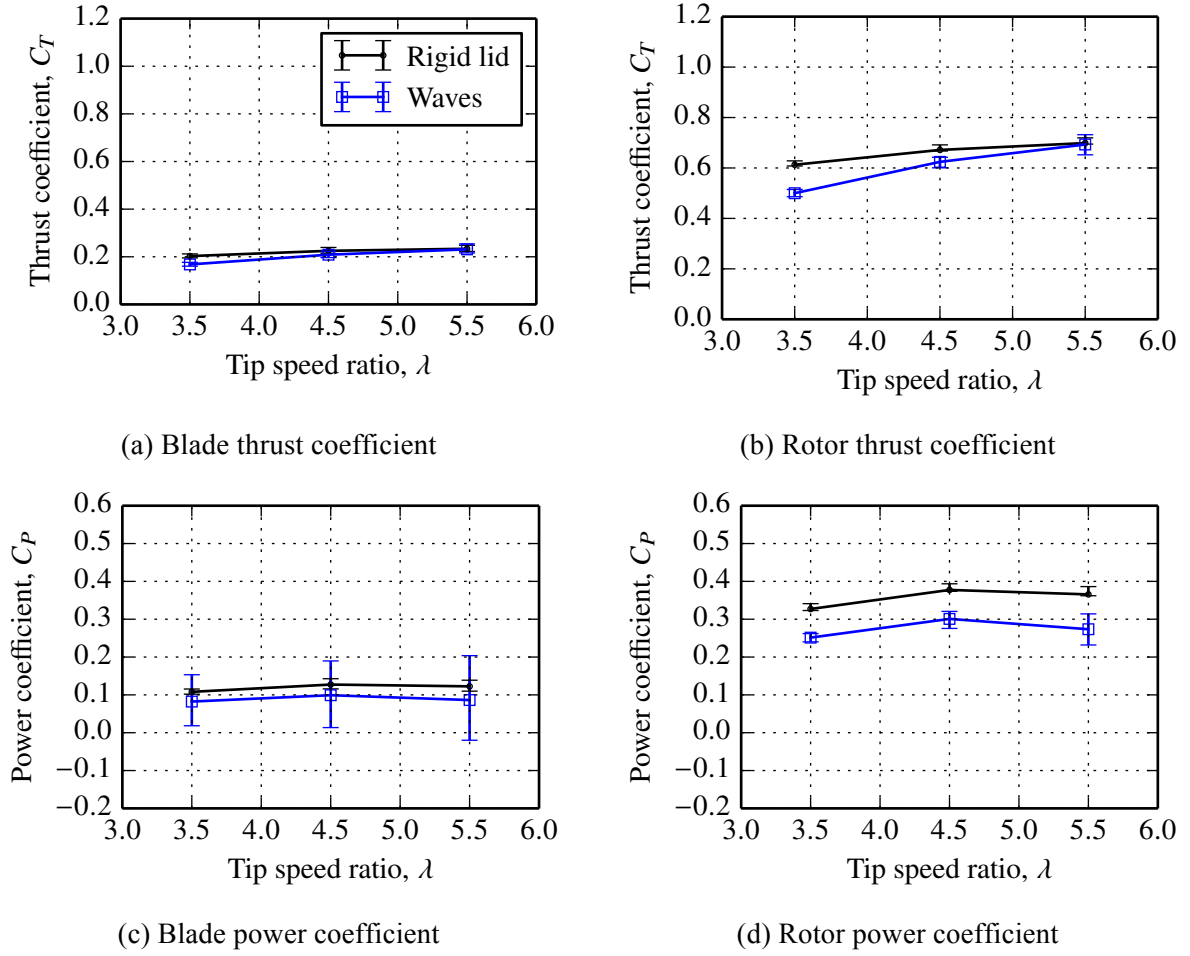 Thrust coefficient, C_T
1.2
1.0
0.8
0.6
0.4
0.2
0.0
3.0 3.5 4.0 4.5 5.0 5.5 6.0
Tip speed ratio, λ
Rigid lid
Waves
(a) Blade thrust coefficient
Thrust coefficient, C_T
1.2
1.0
0.8
0.6
0.4
0.2
0.0
3.0 3.5 4.0 4.5 5.0 5.5 6.0
Tip speed ratio, λ
(b) Rotor thrust coefficient
Power coefficient, C_P
0.6
0.5
0.4
0.3
0.2
0.1
0.0
−0.1
−0.2
3.0 3.5 4.0 4.5 5.0 5.5 6.0
Tip speed ratio, λ
(c) Blade power coefficient
Power coefficient, C_P
0.6
0.5
0.4
0.3
0.2
0.1
0.0
−0.1
−0.2
3.0 3.5 4.0 4.5 5.0 5.5 6.0
Tip speed ratio, λ
(d) Rotor power coefficient